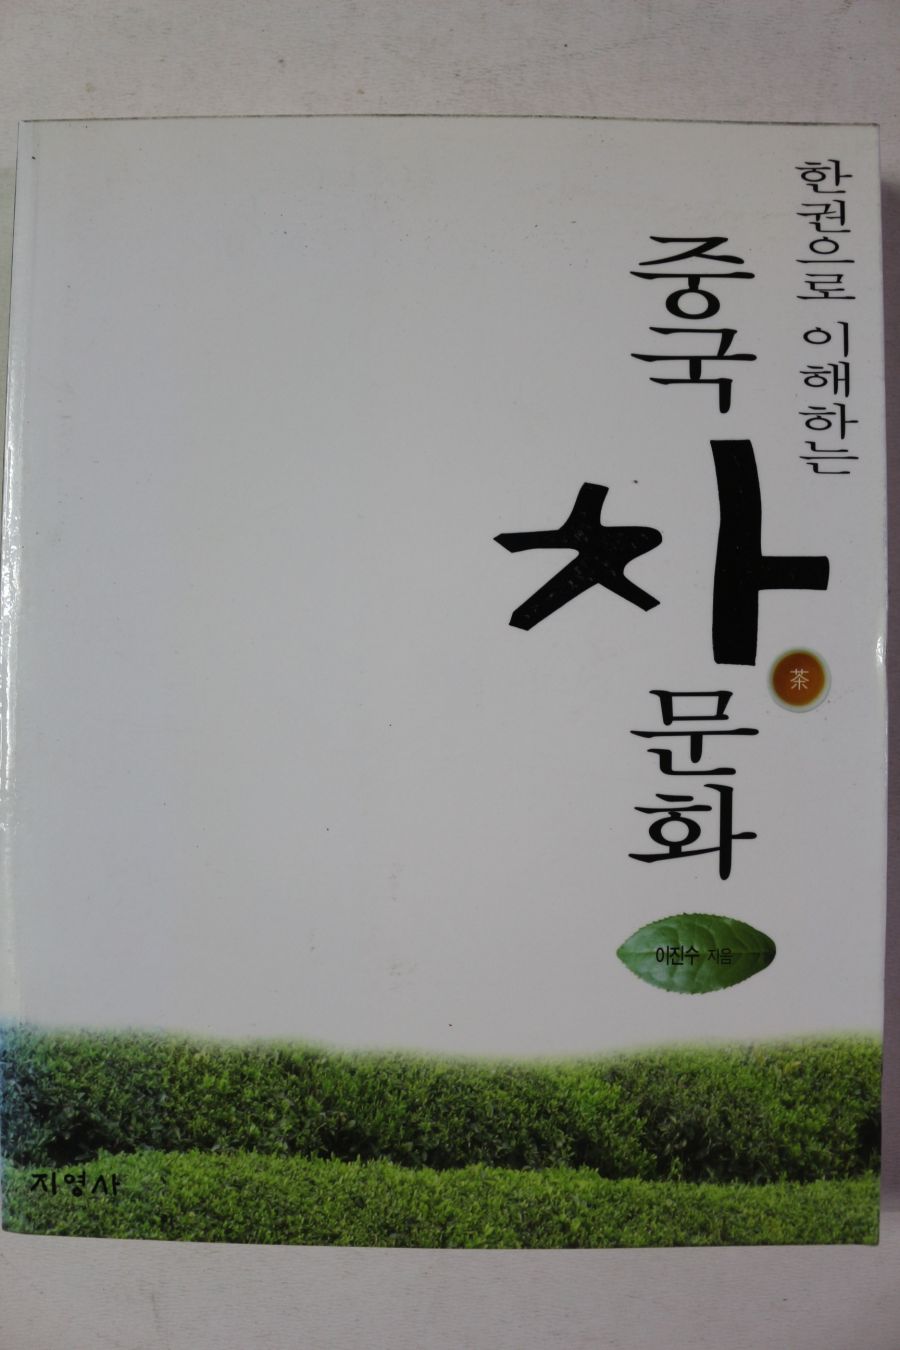 한권으로 이해하는
중국
차
茶
문화
이진수 지음
지영사